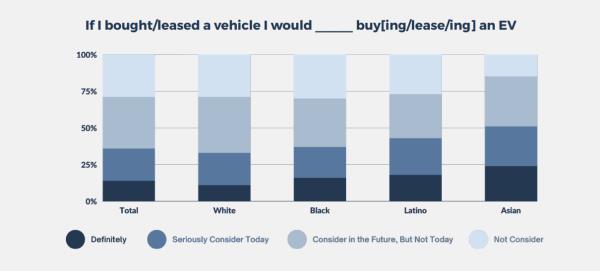 If I bought/leased a vehicle I would _____ buy[ing/lease/ing] an EV
100%
75%
50%
25%
0%
Total White Black Latino Asian
Definitely Seriously Consider Today Consider in the Future, But Not Today Not Consider